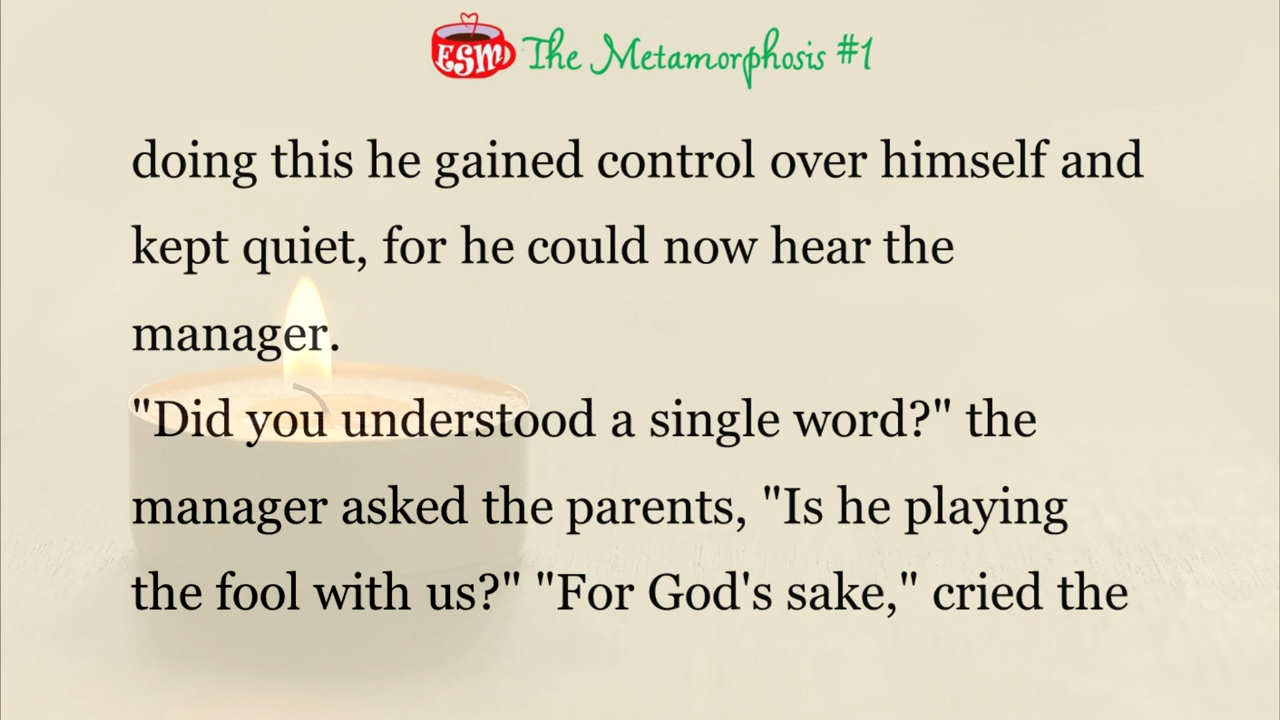 ESM The Metamorphosis #1
doing this he gained control over himself and
kept quiet, for he could now hear the
manager.
"Did you understood a single word?" the
manager asked the parents, "Is he playing
the fool with us?" "For God's sake," cried the